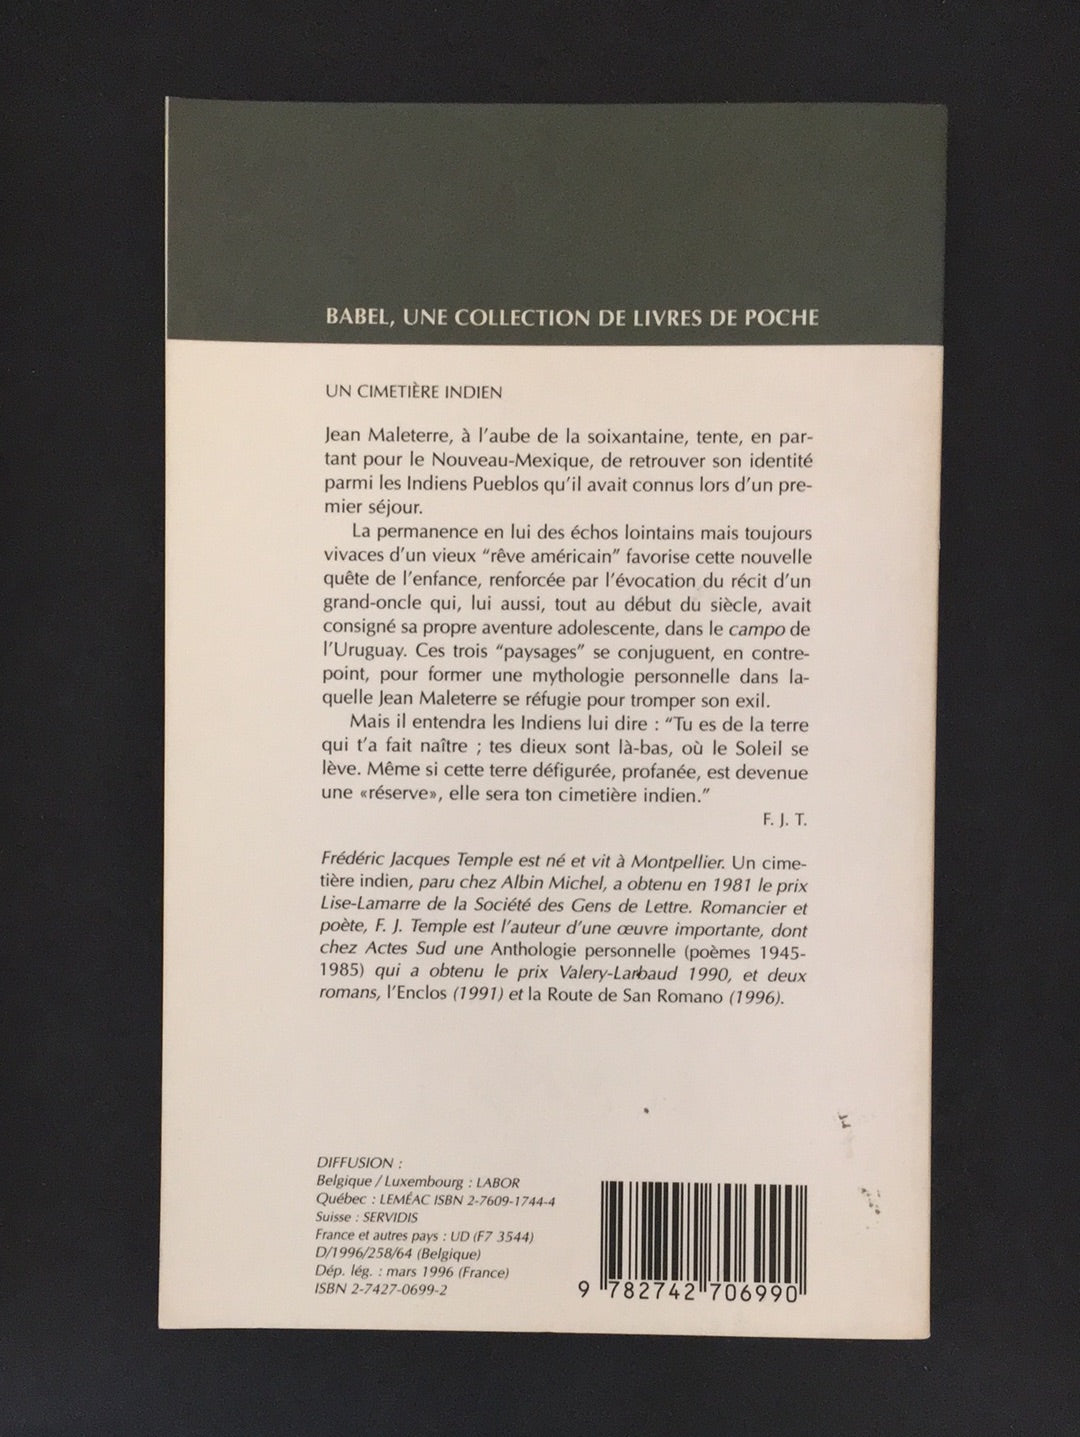 BABEL, UNE COLLECTION DE LIVRES DE POCHE
UN CIMETIÈRE INDIEN
Jean Maleterre, à l'aube de la soixantaine, tente, en par-
tant pour le Nouveau-Mexique, de retrouver son identité
parmi les Indiens Pueblos qu'il avait connus lors d'un pre-
mier séjour.
La permanence en lui des échos lointains mais toujours
vivaces d'un vieux "rêve américain" favorise cette nouvelle
quête de l'enfance, renforcée par l'évocation du récit d'un
grand-oncle qui, lui aussi, tout au début du siècle, avait
consigné sa propre aventure adolescente, dans le campo de
l'Uruguay. Ces trois "paysages" se conjuguent, en contre-
point, pour former une mythologie personnelle dans la-
quelle Jean Maleterre se réfugie pour tromper son exil.
Mais il entendra les Indiens lui dire : "Tu es de la terre
qui t'a fait naître ; tes dieux sont là-bas, où le Soleil se
lève. Même si cette terre défigurée, profanée, est devenue
une «réserve», elle sera ton cimetière indien."
F. J. T.
Frédéric Jacques Temple est né et vit à Montpellier. Un cime-
tière indien, paru chez Albin Michel, a obtenu en 1981 le prix
Lise-Lamarre de la Société des Gens de Lettre. Romancier et
poète, F. J. Temple est l'auteur d'une œuvre importante, dont
chez Actes Sud une Anthologie personnelle (poèmes 1945-
1985) qui a obtenu le prix Valery-Larbaud 1990, et deux
romans, l'Enclos (1991) et la Route de San Romano (1996).
DIFFUSION :
Belgique / Luxembourg : LABOR
Québec : LEMÉAC ISBN 2-7609-1744-4
Suisse : SERVIDIS
France et autres pays : UD (F7 3544)
D/1996/258/64 (Belgique)
Dép. lég. : mars 1996 (France)
ISBN 2-7427-0699-2
9 782742 706990